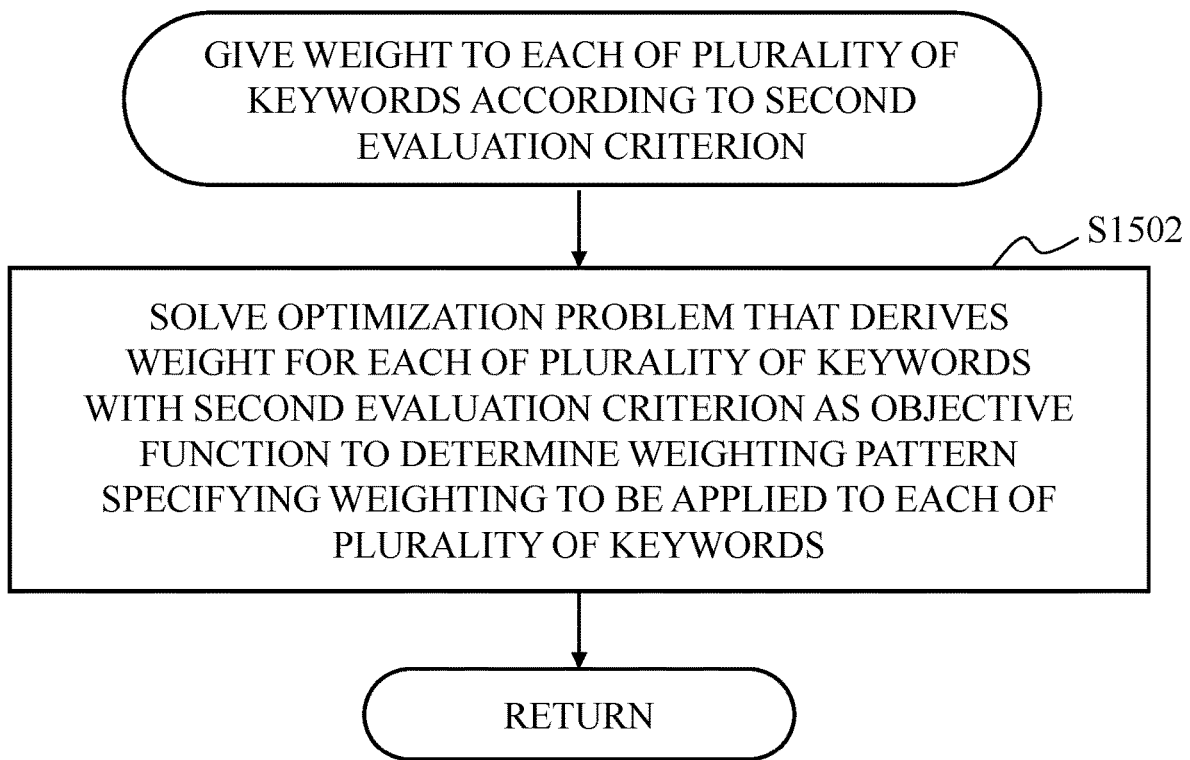 GIVE WEIGHT TO EACH OF PLURALITY OF
KEYWORDS ACCORDING TO SECOND
EVALUATION CRITERION
S1502
SOLVE OPTIMIZATION PROBLEM THAT DERIVES
WEIGHT FOR EACH OF PLURALITY OF KEYWORDS
WITH SECOND EVALUATION CRITERION AS OBJECTIVE
FUNCTION TO DETERMINE WEIGHTING PATTERN
SPECIFYING WEIGHTING TO BE APPLIED TO EACH OF
PLURALITY OF KEYWORDS
RETURN